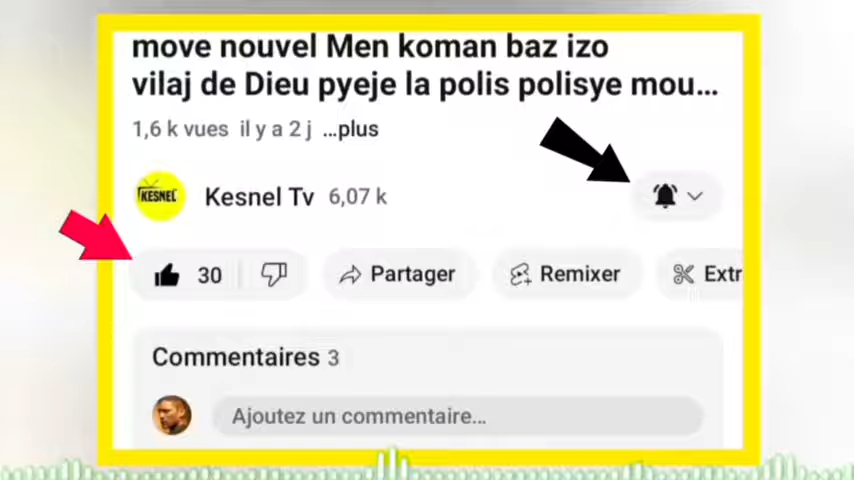 move nouvel Men koman baz izo
vilaj de Dieu pyeje la polis polisye mou...
1,6 k vues il y a 2 j ...plus
KESNEL
Kesnel Tv 6,07 k
30
Partager
Remixer
Extr
Commentaires 3
Ajoutez un commentaire...